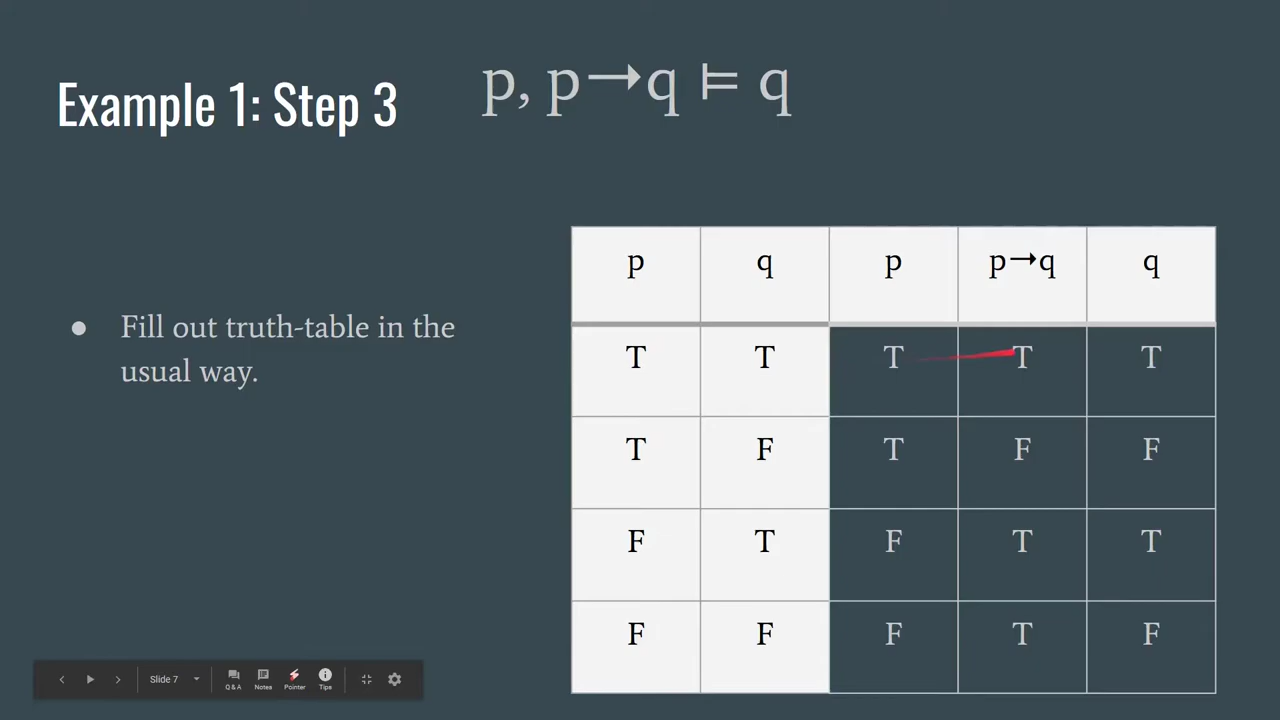 Example 1: Step 3
p, p→q ⊨ q
● Fill out truth-table in the
usual way.
p q p p→q q
T T T T T
T F T F F
F T F T T
F F F T F
Slide 7
Q & A Notes Pointer Tips